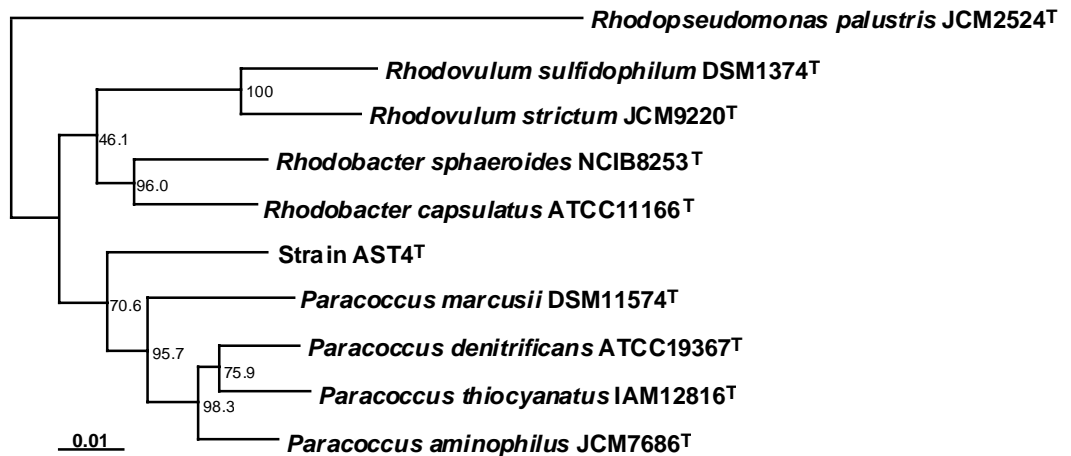 Rhodopseudomonas palustris JCM2524T
Rhodovulum sulfidophilum DSM1374T
100
Rhodovulum strictum JCM9220T
46.1
Rhodobacter sphaeroides NCIB8253T
96.0
Rhodobacter capsulatus ATCC11166T
Strain AST4T
Paracoccus marcusii DSM11574T
70.6
Paracoccus denitrificans ATCC19367T
95.7
75.9
Paracoccus thiocyanatus IAM12816T
98.3
Paracoccus aminophilus JCM7686T
0.01